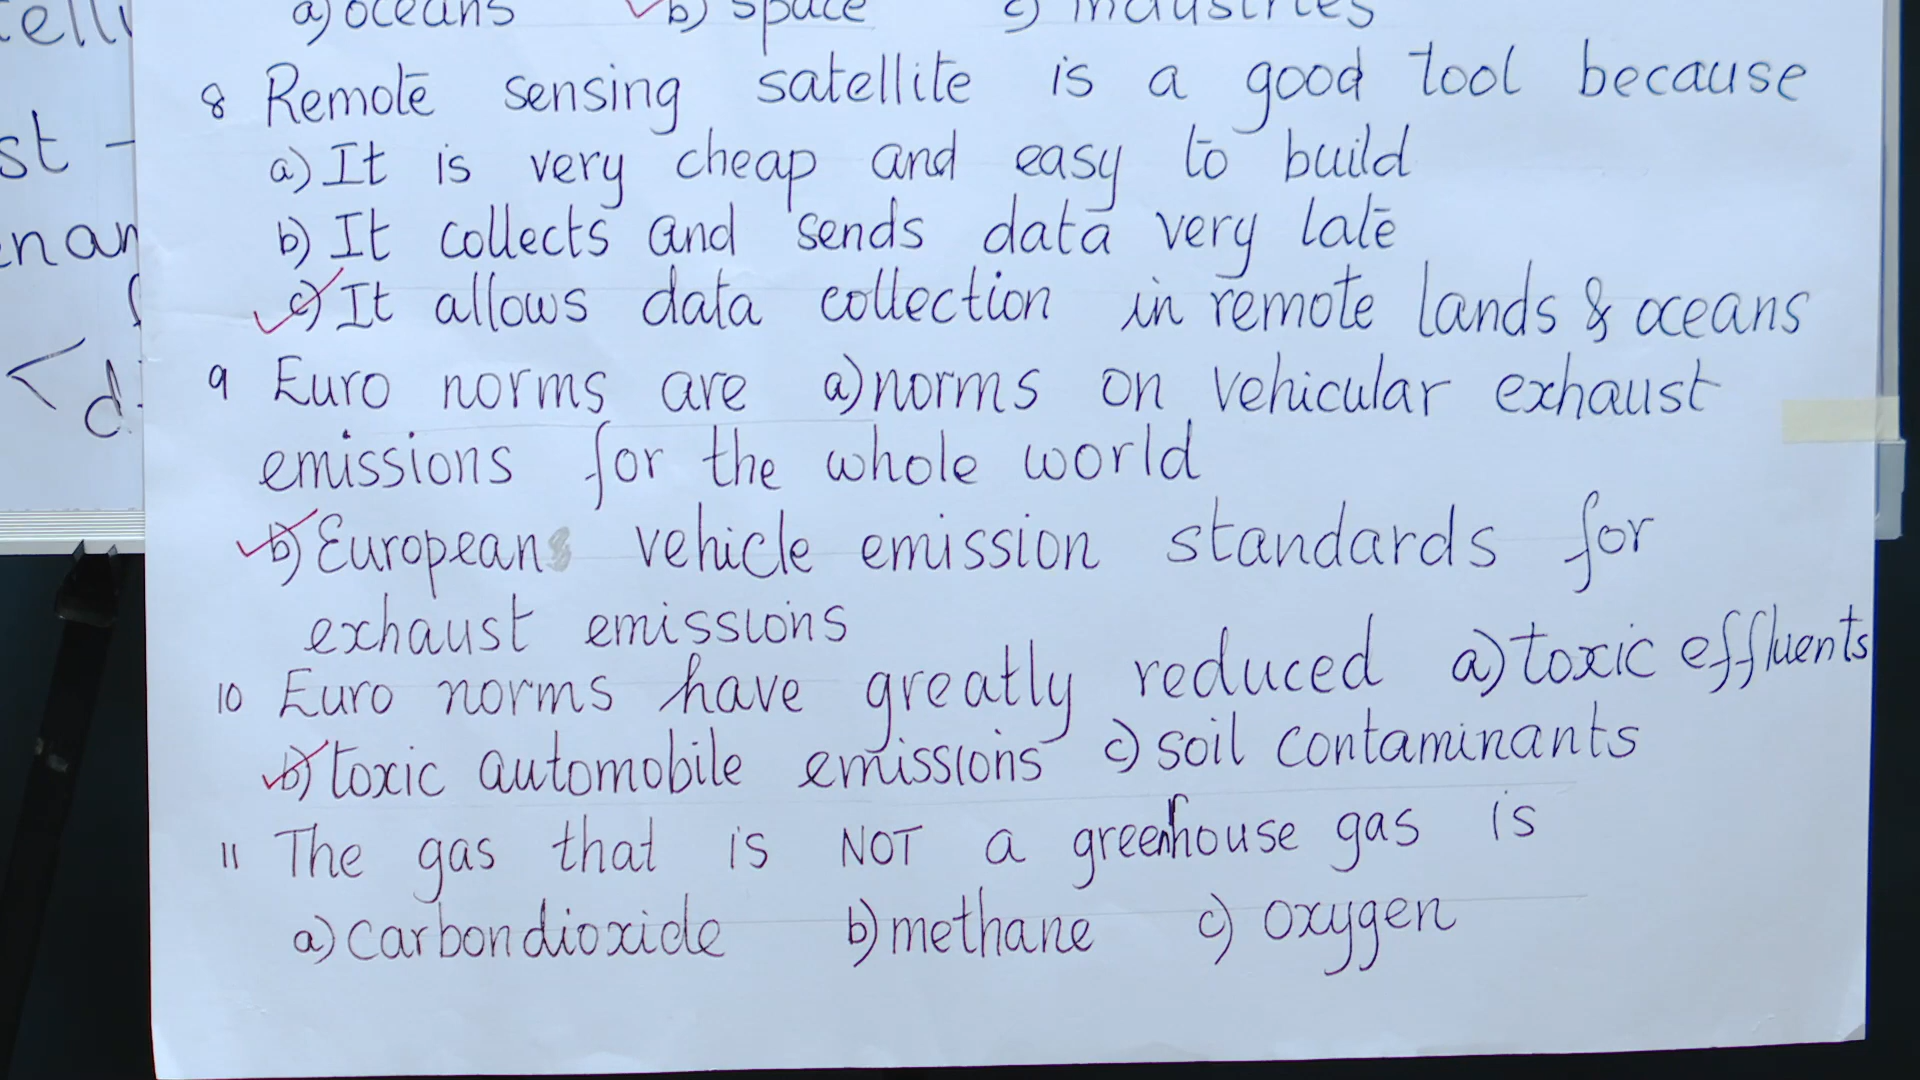 a) oceans b) space c) industries
8 Remote sensing satellite is a good tool because
a) It is very cheap and easy to build
b) It collects and sends data very late
c) It allows data collection in remote lands & oceans
9 Euro norms are a) norms on vehicular exhaust
emissions for the whole world
b) European vehicle emission standards for
exhaust emissions
10 Euro norms have greatly reduced a) toxic effluents
b) toxic automobile emissions c) soil contaminants
11 The gas that is NOT a greenhouse gas is
a) carbondioxide b) methane c) oxygen